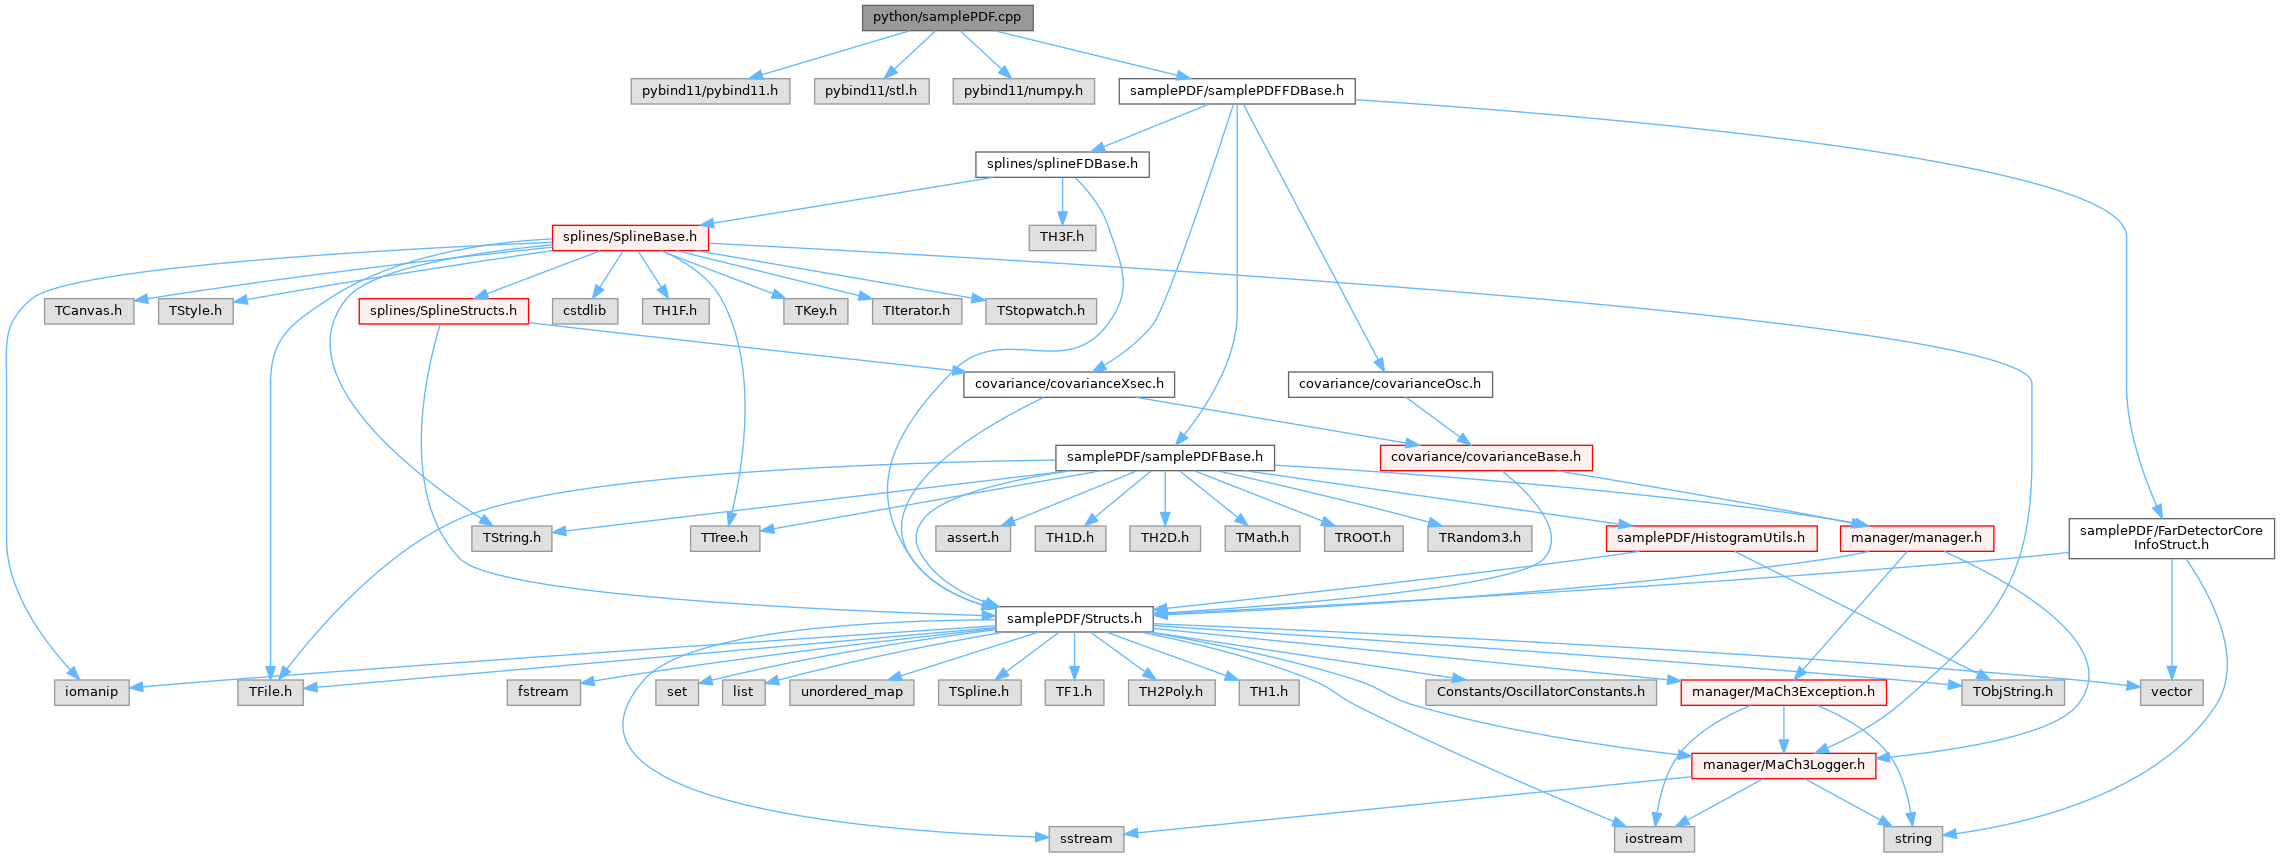 python/samplePDF.cpp
pybind11/pybind11.h
pybind11/stl.h
pybind11/numpy.h
samplePDF/samplePDFFDBase.h
splines/splineFDBase.h
splines/SplineBase.h
TH3F.h
TCanvas.h
TStyle.h
splines/SplineStructs.h
cstdlib
TH1F.h
TKey.h
TIterator.h
TStopwatch.h
covariance/covarianceXsec.h
covariance/covarianceOsc.h
samplePDF/samplePDFBase.h
covariance/covarianceBase.h
TString.h
TTree.h
assert.h
TH1D.h
TH2D.h
TMath.h
TROOT.h
TRandom3.h
samplePDF/HistogramUtils.h
manager/manager.h
samplePDF/FarDetectorCore
InfoStruct.h
samplePDF/Structs.h
iomanip
TFile.h
fstream
set
list
unordered_map
TSpline.h
TF1.h
TH2Poly.h
TH1.h
Constants/OscillatorConstants.h
manager/MaCh3Exception.h
TObjString.h
vector
manager/MaCh3Logger.h
sstream
iostream
string